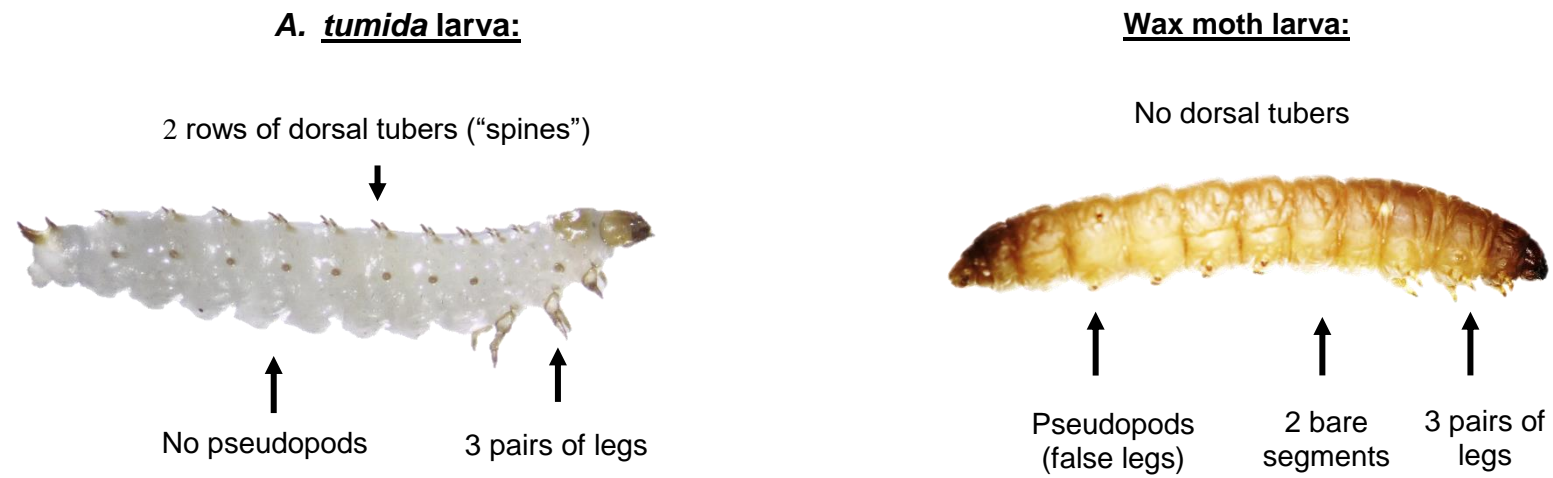 A. tumida larva:
2 rows of dorsal tubers (“spines”)
No pseudopods
3 pairs of legs
Wax moth larva:
No dorsal tubers
Pseudopods
(false legs)
2 bare
segments
3 pairs of
legs